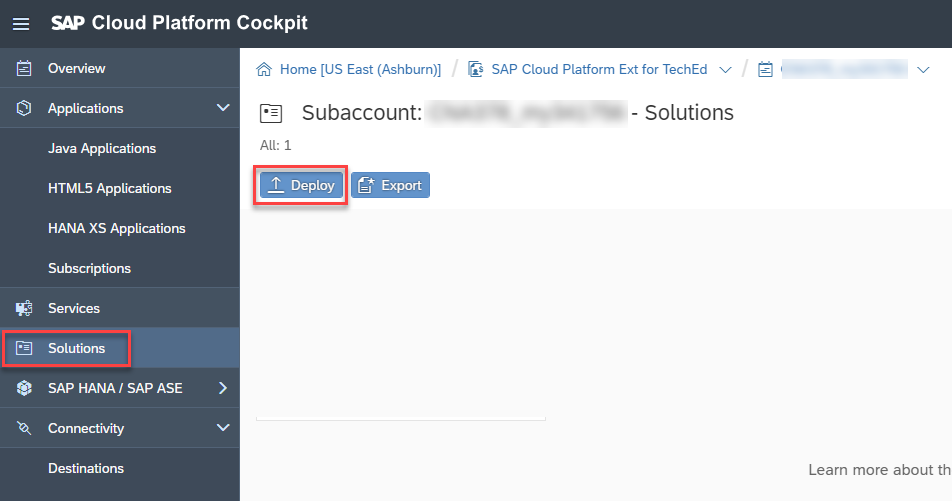 SAP Cloud Platform Cockpit
Overview
Applications
Java Applications
HTML5 Applications
HANA XS Applications
Subscriptions
Services
Solutions
SAP HANA / SAP ASE
Connectivity
Destinations
Home [US East (Ashburn)] / SAP Cloud Platform Ext for TechEd /
Subaccount: - Solutions
All: 1
Deploy Export
Learn more about th